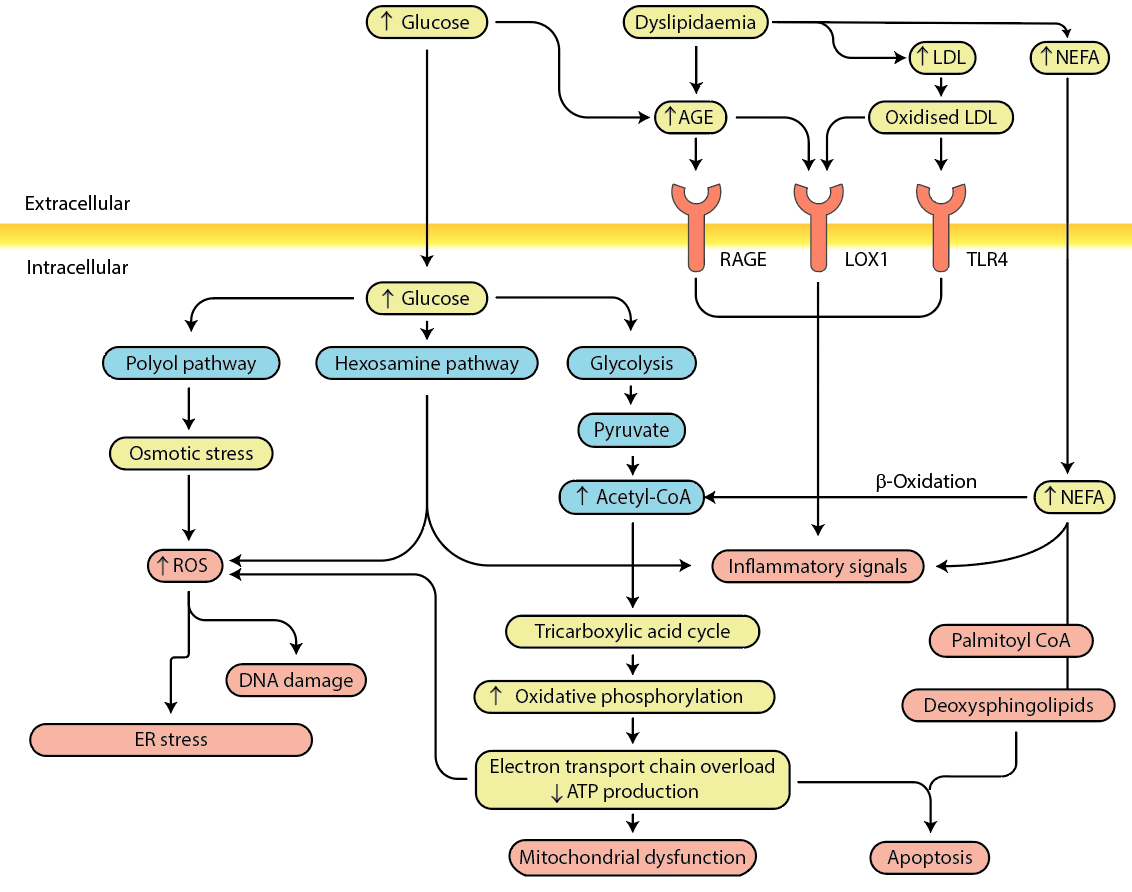 ↑ Glucose
Dyslipidaemia
↑LDL
↑NEFA
↑AGE
Oxidised LDL
Extracellular
Intracellular
RAGE
LOX1
TLR4
↑ Glucose
Polyol pathway
Hexosamine pathway
Glycolysis
Pyruvate
Osmotic stress
β-Oxidation
↑ Acetyl-CoA
↑NEFA
↑ROS
Inflammatory signals
Tricarboxylic acid cycle
Palmitoyl CoA
DNA damage
↑ Oxidative phosphorylation
Deoxysphingolipids
ER stress
Electron transport chain overload
↓ATP production
Mitochondrial dysfunction
Apoptosis